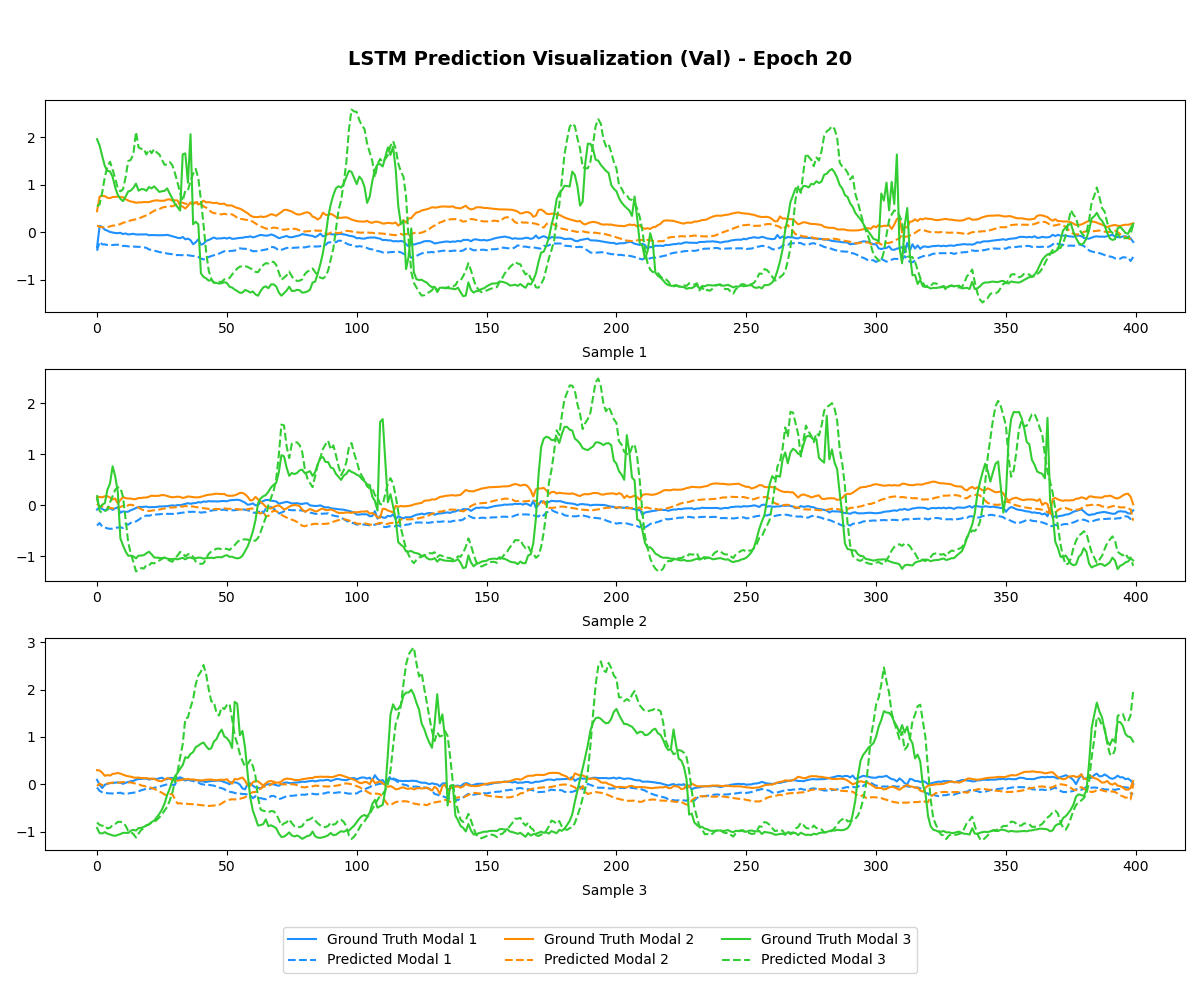 LSTM Prediction Visualization (Val) - Epoch 20
2
1
0
−1
0 50 100 150 200 250 300 350 400
Sample 1
2
1
0
−1
0 50 100 150 200 250 300 350 400
Sample 2
3
2
1
0
−1
0 50 100 150 200 250 300 350 400
Sample 3
Ground Truth Modal 1 Ground Truth Modal 2 Ground Truth Modal 3
Predicted Modal 1 Predicted Modal 2 Predicted Modal 3